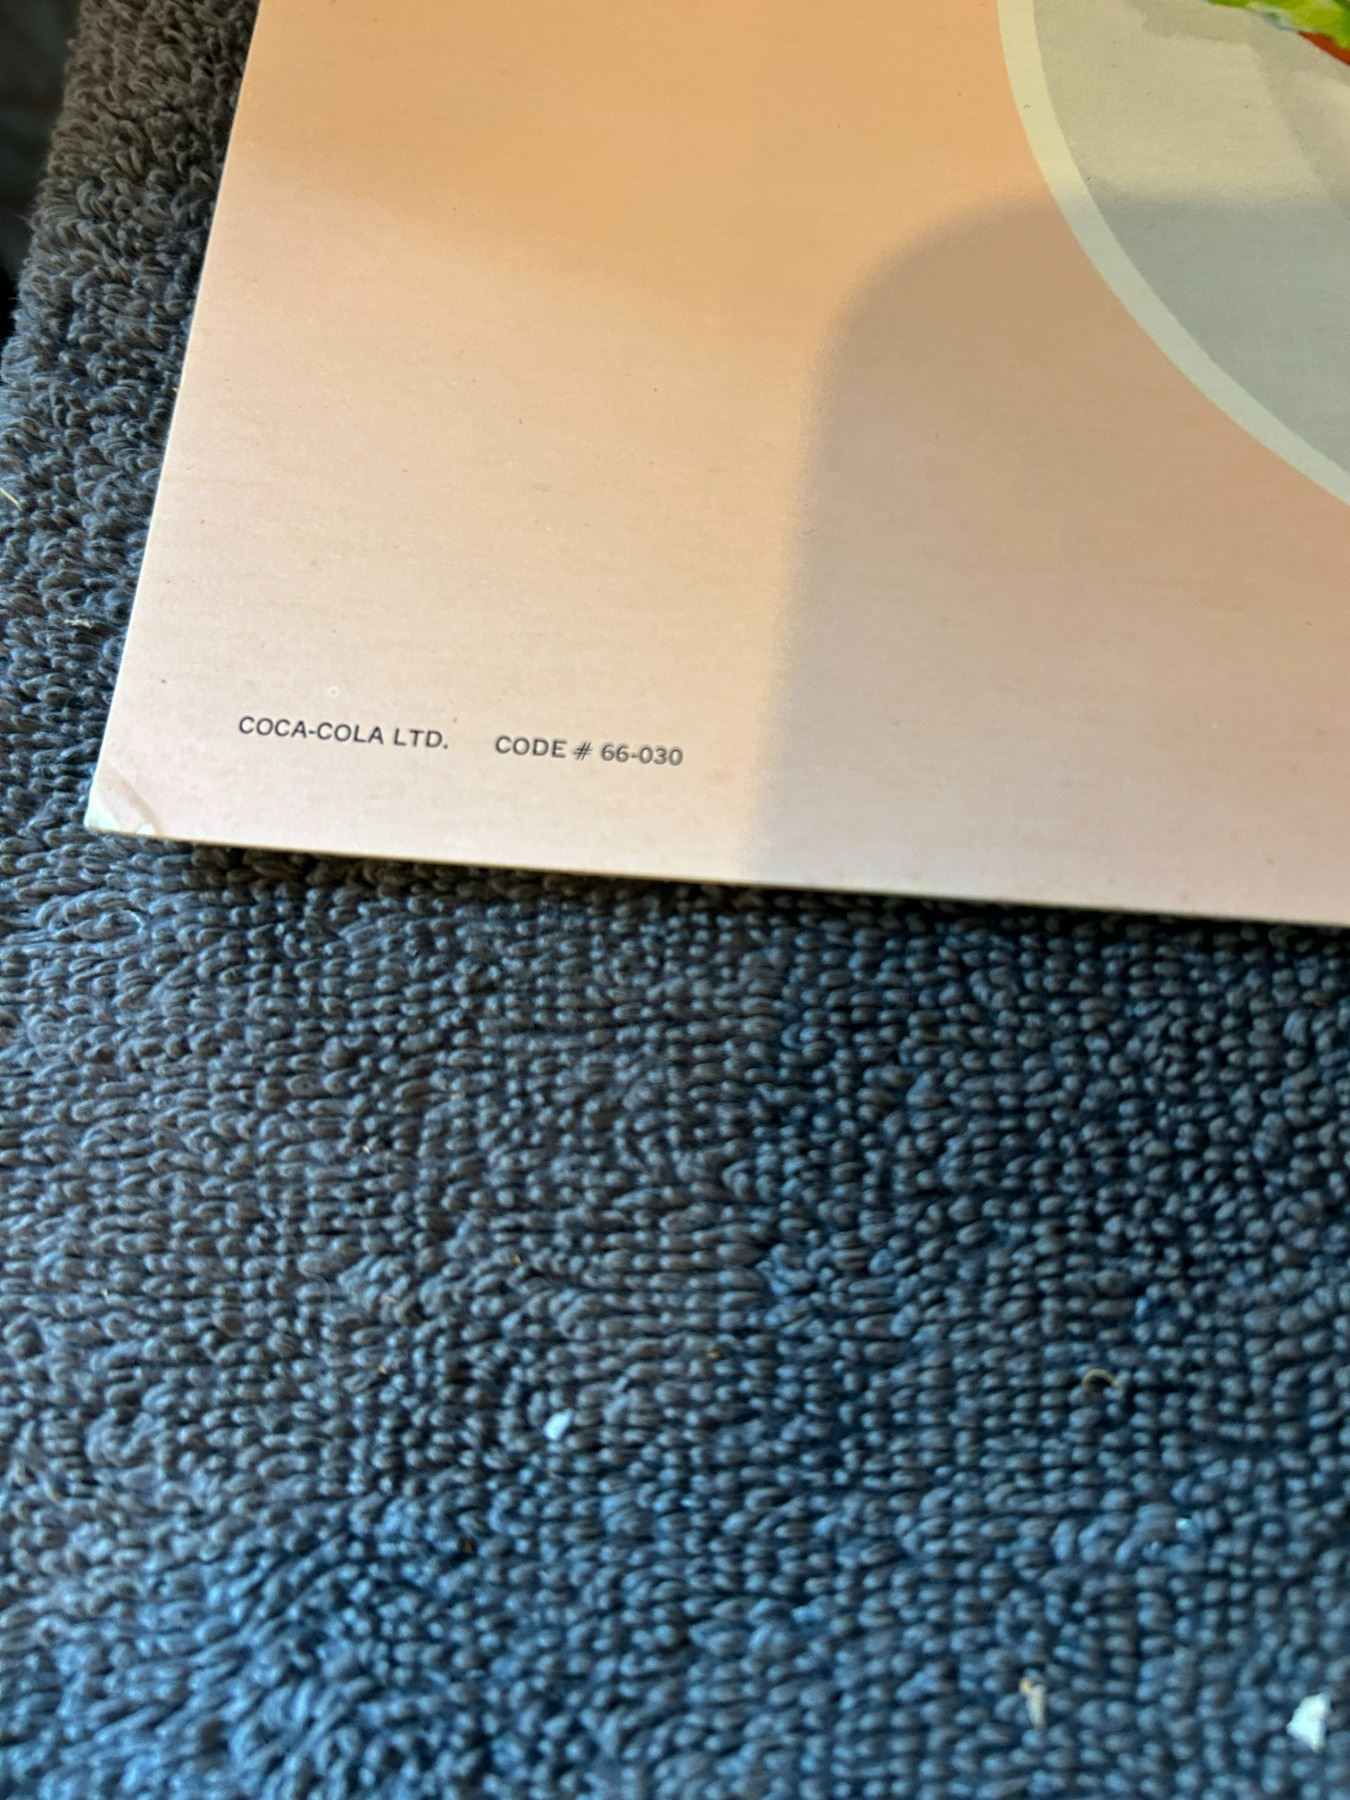 COCA-COLA LTD. CODE # 66-030